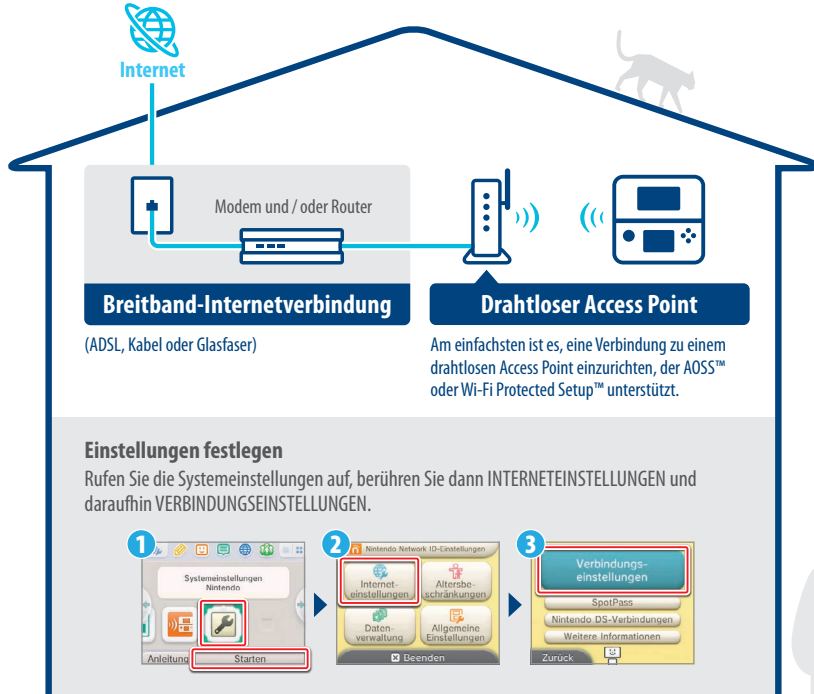 Internet
Modem und / oder Router
Breitband-Internetverbindung
(ADSL, Kabel oder Glasfaser)
Drahtloser Access Point
Am einfachsten ist es, eine Verbindung zu einem
drahtlosen Access Point einzurichten, der AOSS™
oder Wi-Fi Protected Setup™ unterstützt.
Einstellungen festlegen
Rufen Sie die Systemeinstellungen auf, berühren Sie dann INTERNETEINSTELLUNGEN und
daraufhin VERBINDUNGSEINSTELLUNGEN.
1
Systemeinstellungen
Nintendo
Anleitung
Starten
2
Nintendo Network ID-Einstellungen
Internet-
einstellungen
Altersbe-
schränkungen
Daten-
verwaltung
Allgemeine
Einstellungen
Beenden
3
Verbindungs-
einstellungen
SpotPass
Nintendo DS-Verbindungen
Weitere Informationen
Zurück